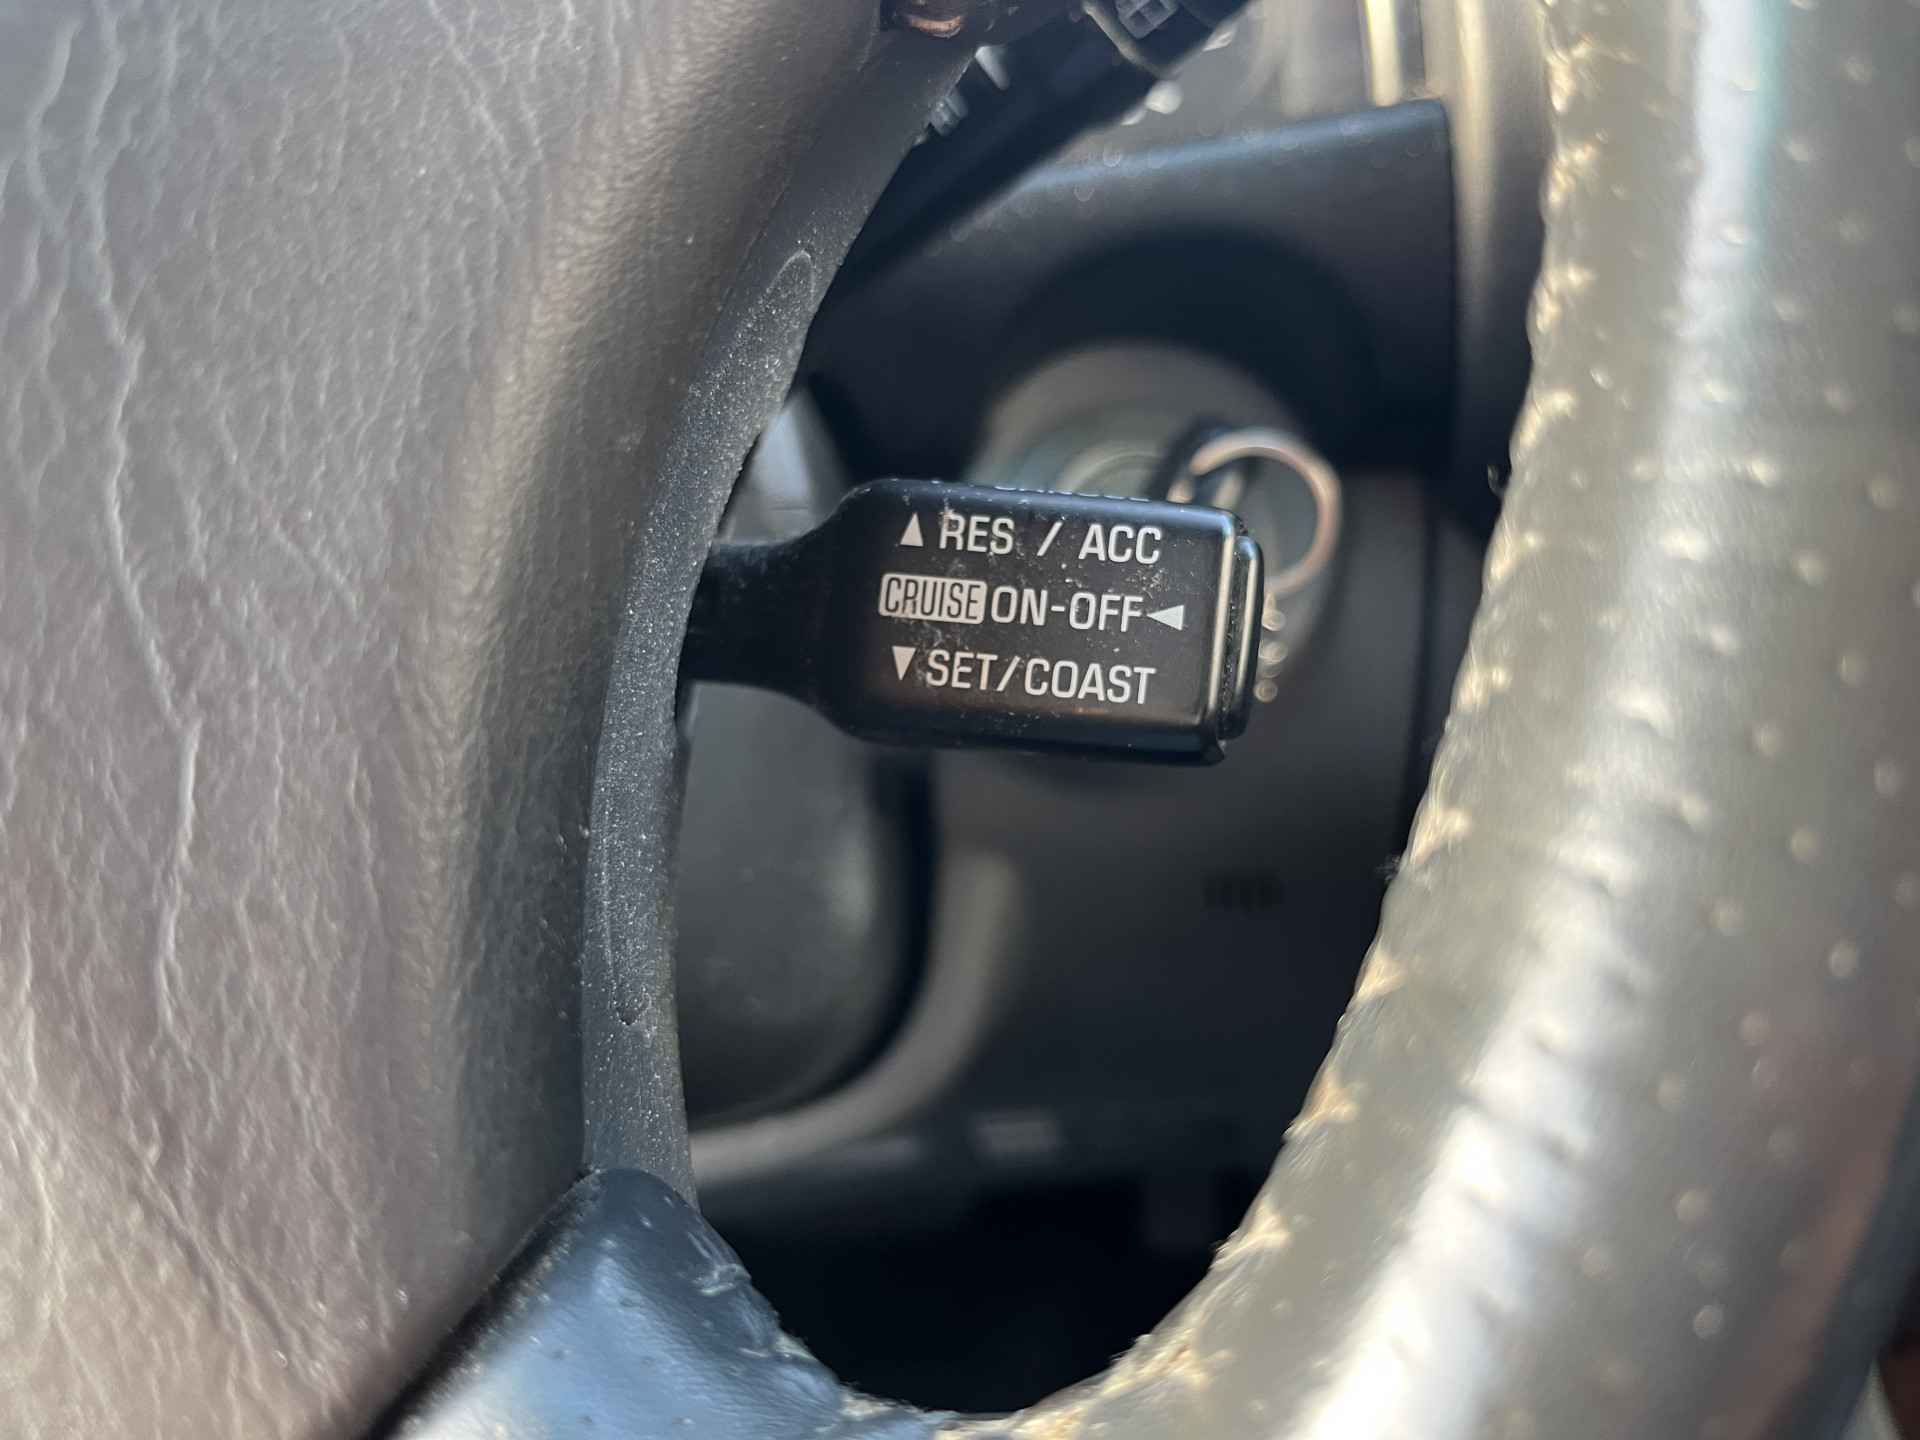 ▲ RES / ACC
CRUISE ON-OFF ◀
▼ SET/COAST